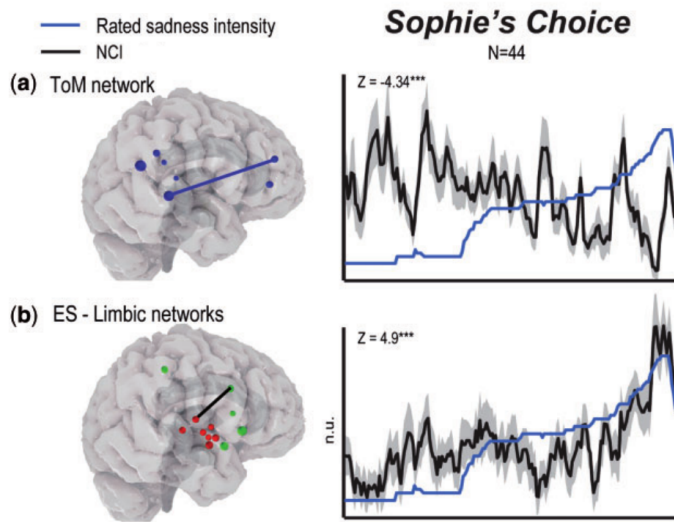 Rated sadness intensity
NCI
Sophie's Choice
N=44
(a) ToM network
Z = -4.34***
(b) ES - Limbic networks
Z = 4.9***
n.u.